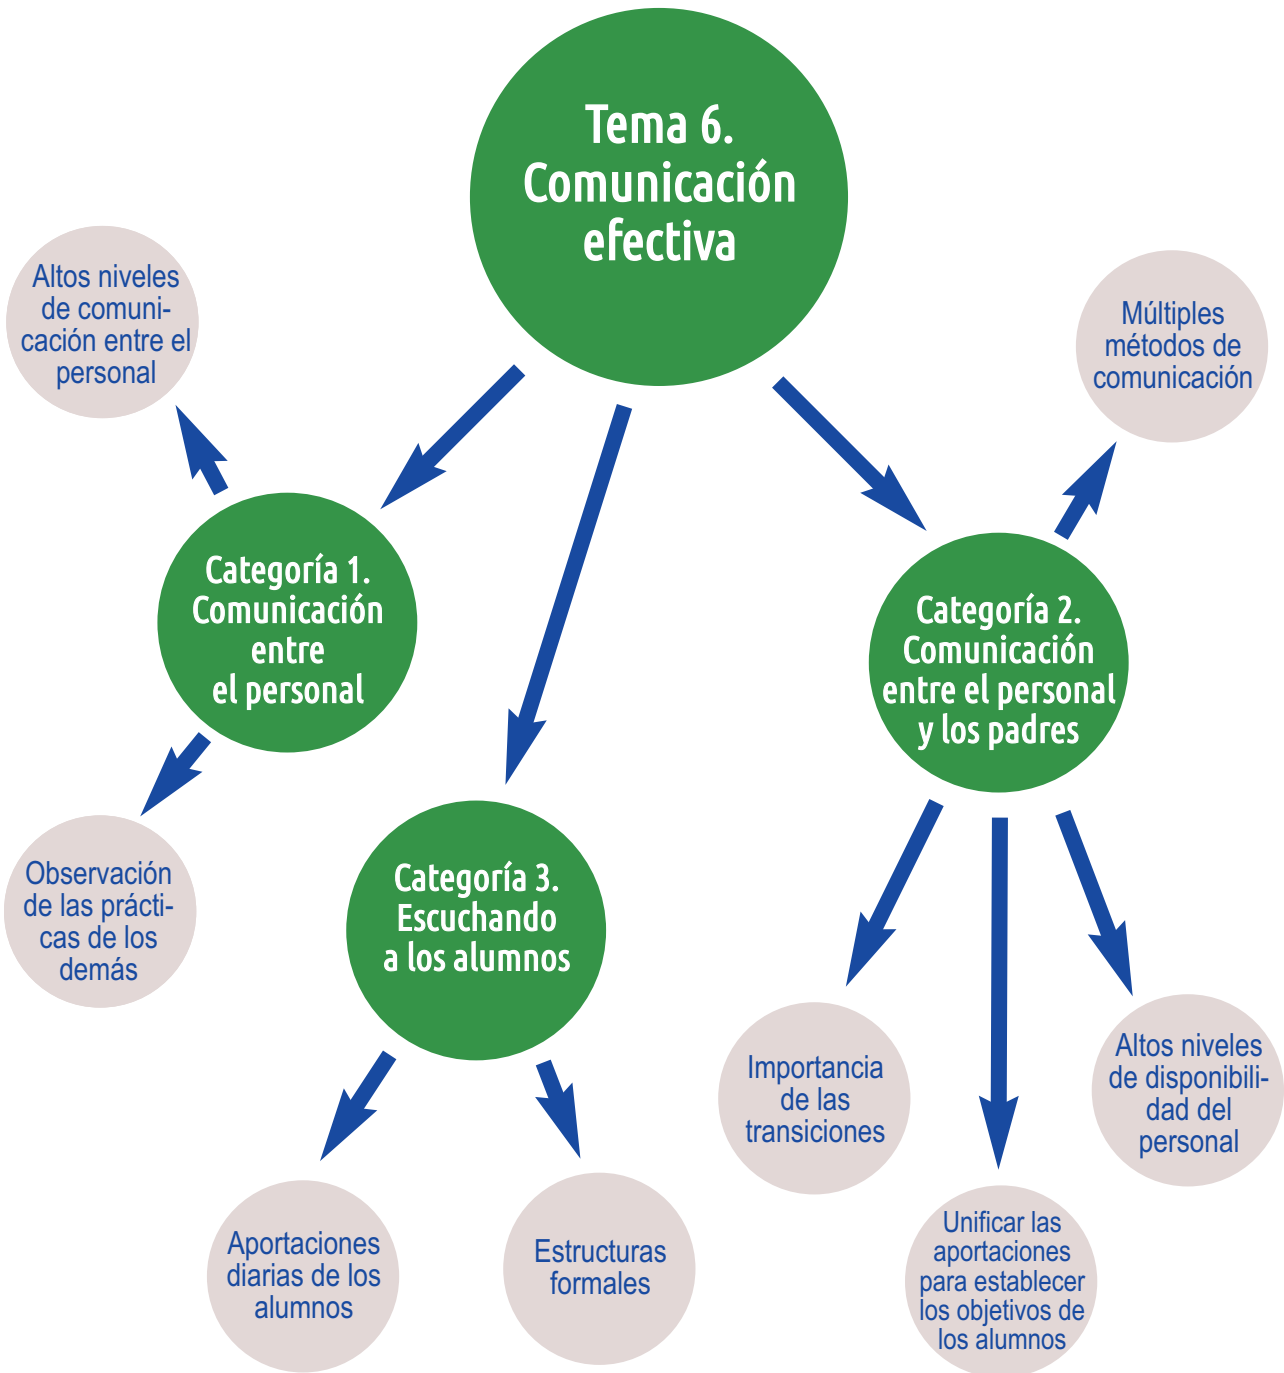 Tema 6.
Comunicación
efectiva
Altos niveles
de comuni-
cación entre el
personal
Múltiples
métodos de
comunicación
Categoría 1.
Comunicación
entre
el personal
Categoría 2.
Comunicación
entre el personal
y los padres
Observación
de las prácti-
cas de los
demás
Categoría 3.
Escuchando
a los alumnos
Importancia
de las
transiciones
Altos niveles
de disponibili-
dad del
personal
Aportaciones
diarias de los
alumnos
Estructuras
formales
Unificar las
aportaciones
para establecer
los objetivos de
los alumnos